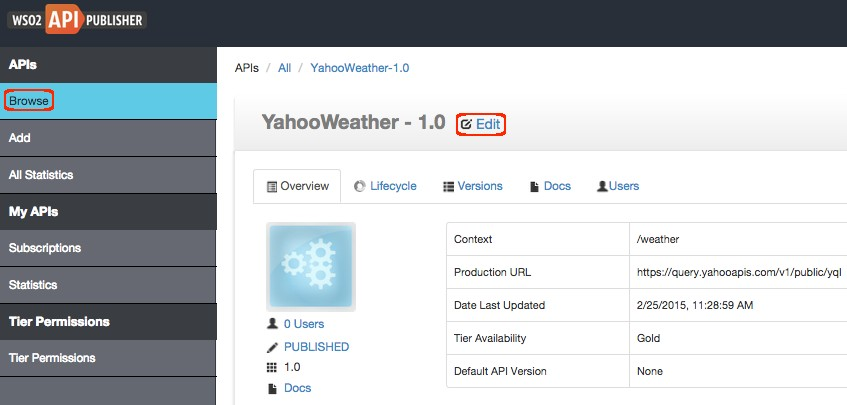 WSO2 API PUBLISHER
APIs
Browse
Add
All Statistics
My APIs
Subscriptions
Statistics
Tier Permissions
Tier Permissions
APIs / All / YahooWeather-1.0
YahooWeather - 1.0 Edit
Overview Lifecycle Versions Docs Users
0 Users
PUBLISHED
1.0
Docs
Context /weather
Production URL https://query.yahooapis.com/v1/public/yql
Date Last Updated 2/25/2015, 11:28:59 AM
Tier Availability Gold
Default API Version None